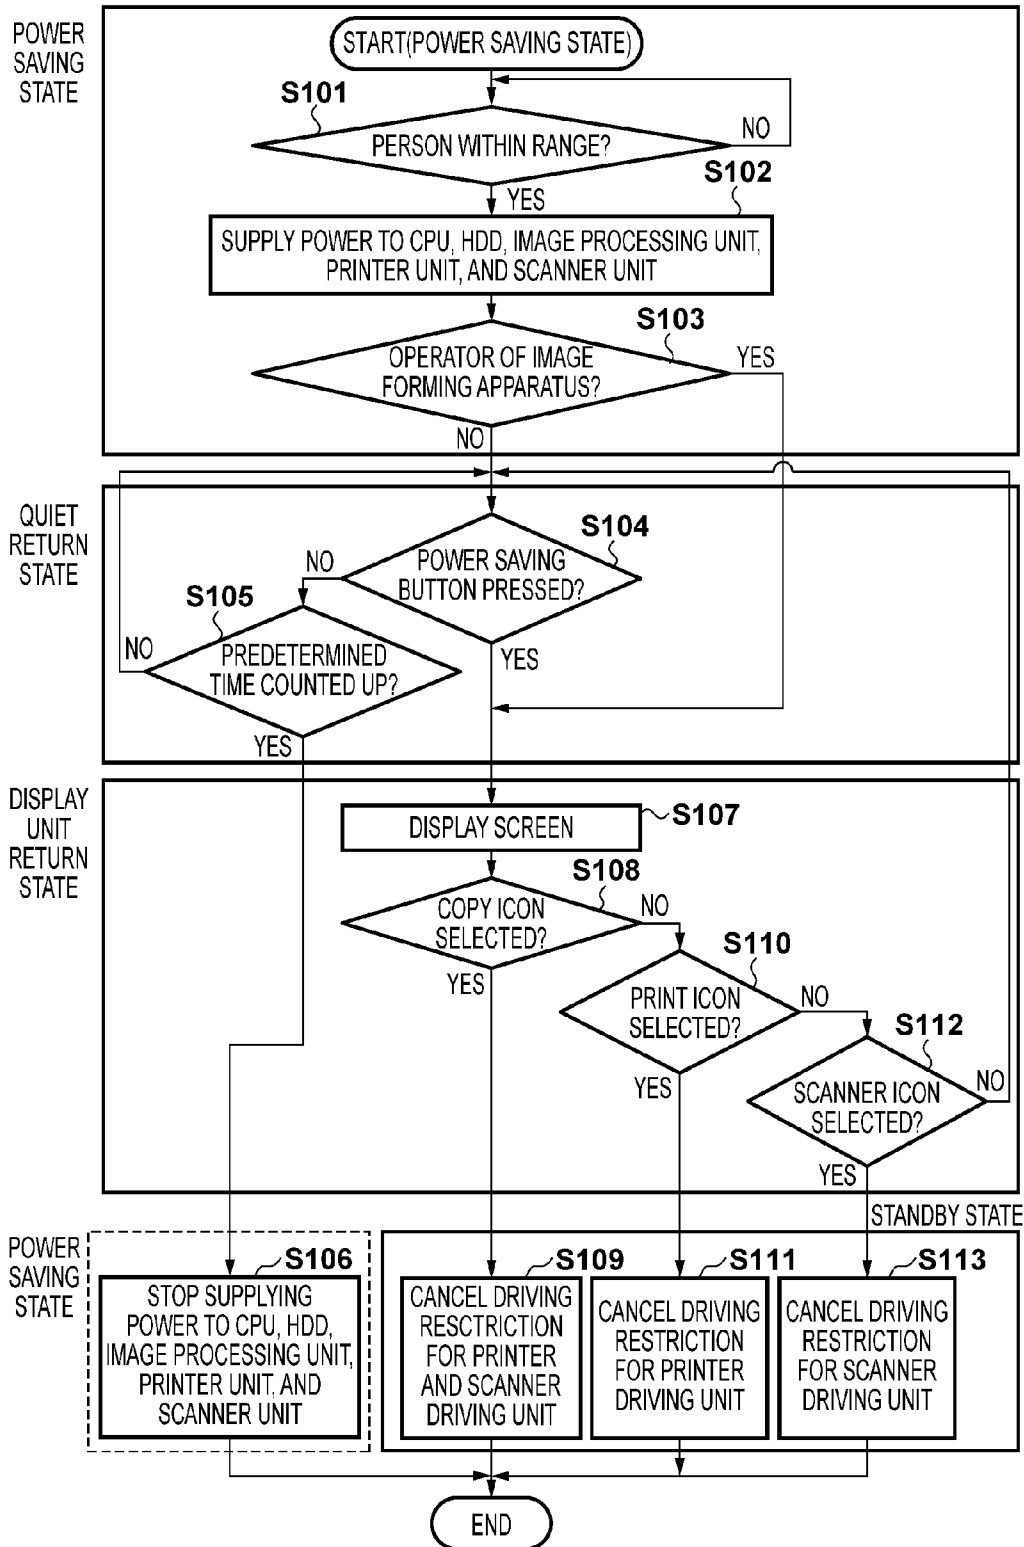 POWER
SAVING
STATE
START(POWER SAVING STATE)
S101
PERSON WITHIN RANGE?
NO
YES
S102
SUPPLY POWER TO CPU, HDD, IMAGE PROCESSING UNIT,
PRINTER UNIT, AND SCANNER UNIT
S103
OPERATOR OF IMAGE
FORMING APPARATUS?
YES
NO
QUIET
RETURN
STATE
S104
POWER SAVING
BUTTON PRESSED?
NO
YES
S105
PREDETERMINED
TIME COUNTED UP?
NO
YES
DISPLAY
UNIT
RETURN
STATE
DISPLAY SCREEN
S107
S108
COPY ICON
SELECTED?
NO
YES
S110
PRINT ICON
SELECTED?
NO
YES
S112
SCANNER ICON
SELECTED?
NO
YES
STANDBY STATE
POWER
SAVING
STATE
S106
STOP SUPPLYING
POWER TO CPU, HDD,
IMAGE PROCESSING UNIT,
PRINTER UNIT, AND
SCANNER UNIT
S109
CANCEL DRIVING
RESCTRICTION
FOR PRINTER
AND SCANNER
DRIVING UNIT
S111
CANCEL DRIVING
RESTRICTION
FOR PRINTER
DRIVING UNIT
S113
CANCEL DRIVING
RESTRICTION
FOR SCANNER
DRIVING UNIT
END